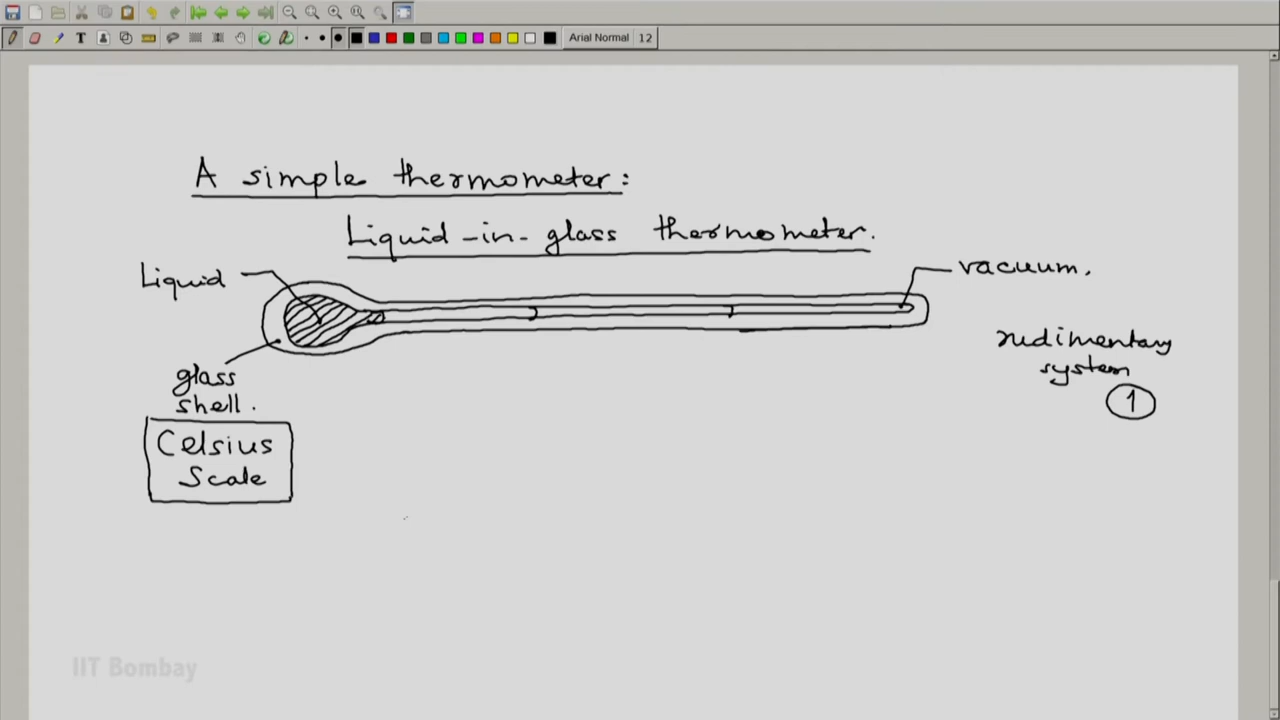 Arial Normal 12
A simple thermometer:
Liquid-in-glass thermometer.
Liquid
vacuum.
rudimentary
system
1
glass
shell.
Celsius
Scale
IIT Bombay